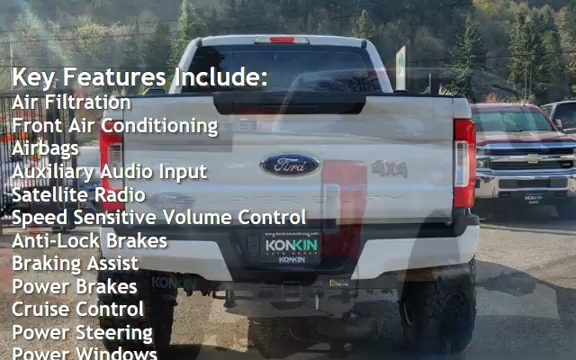 Key Features Include:
Air Filtration
Front Air Conditioning
Airbags
Auxiliary Audio Input
Satellite Radio
Speed Sensitive Volume Control
Anti-Lock Brakes
Braking Assist
Power Brakes
Cruise Control
Power Steering
Power Windows
Ford
4x4
KONKIN
KONKIN